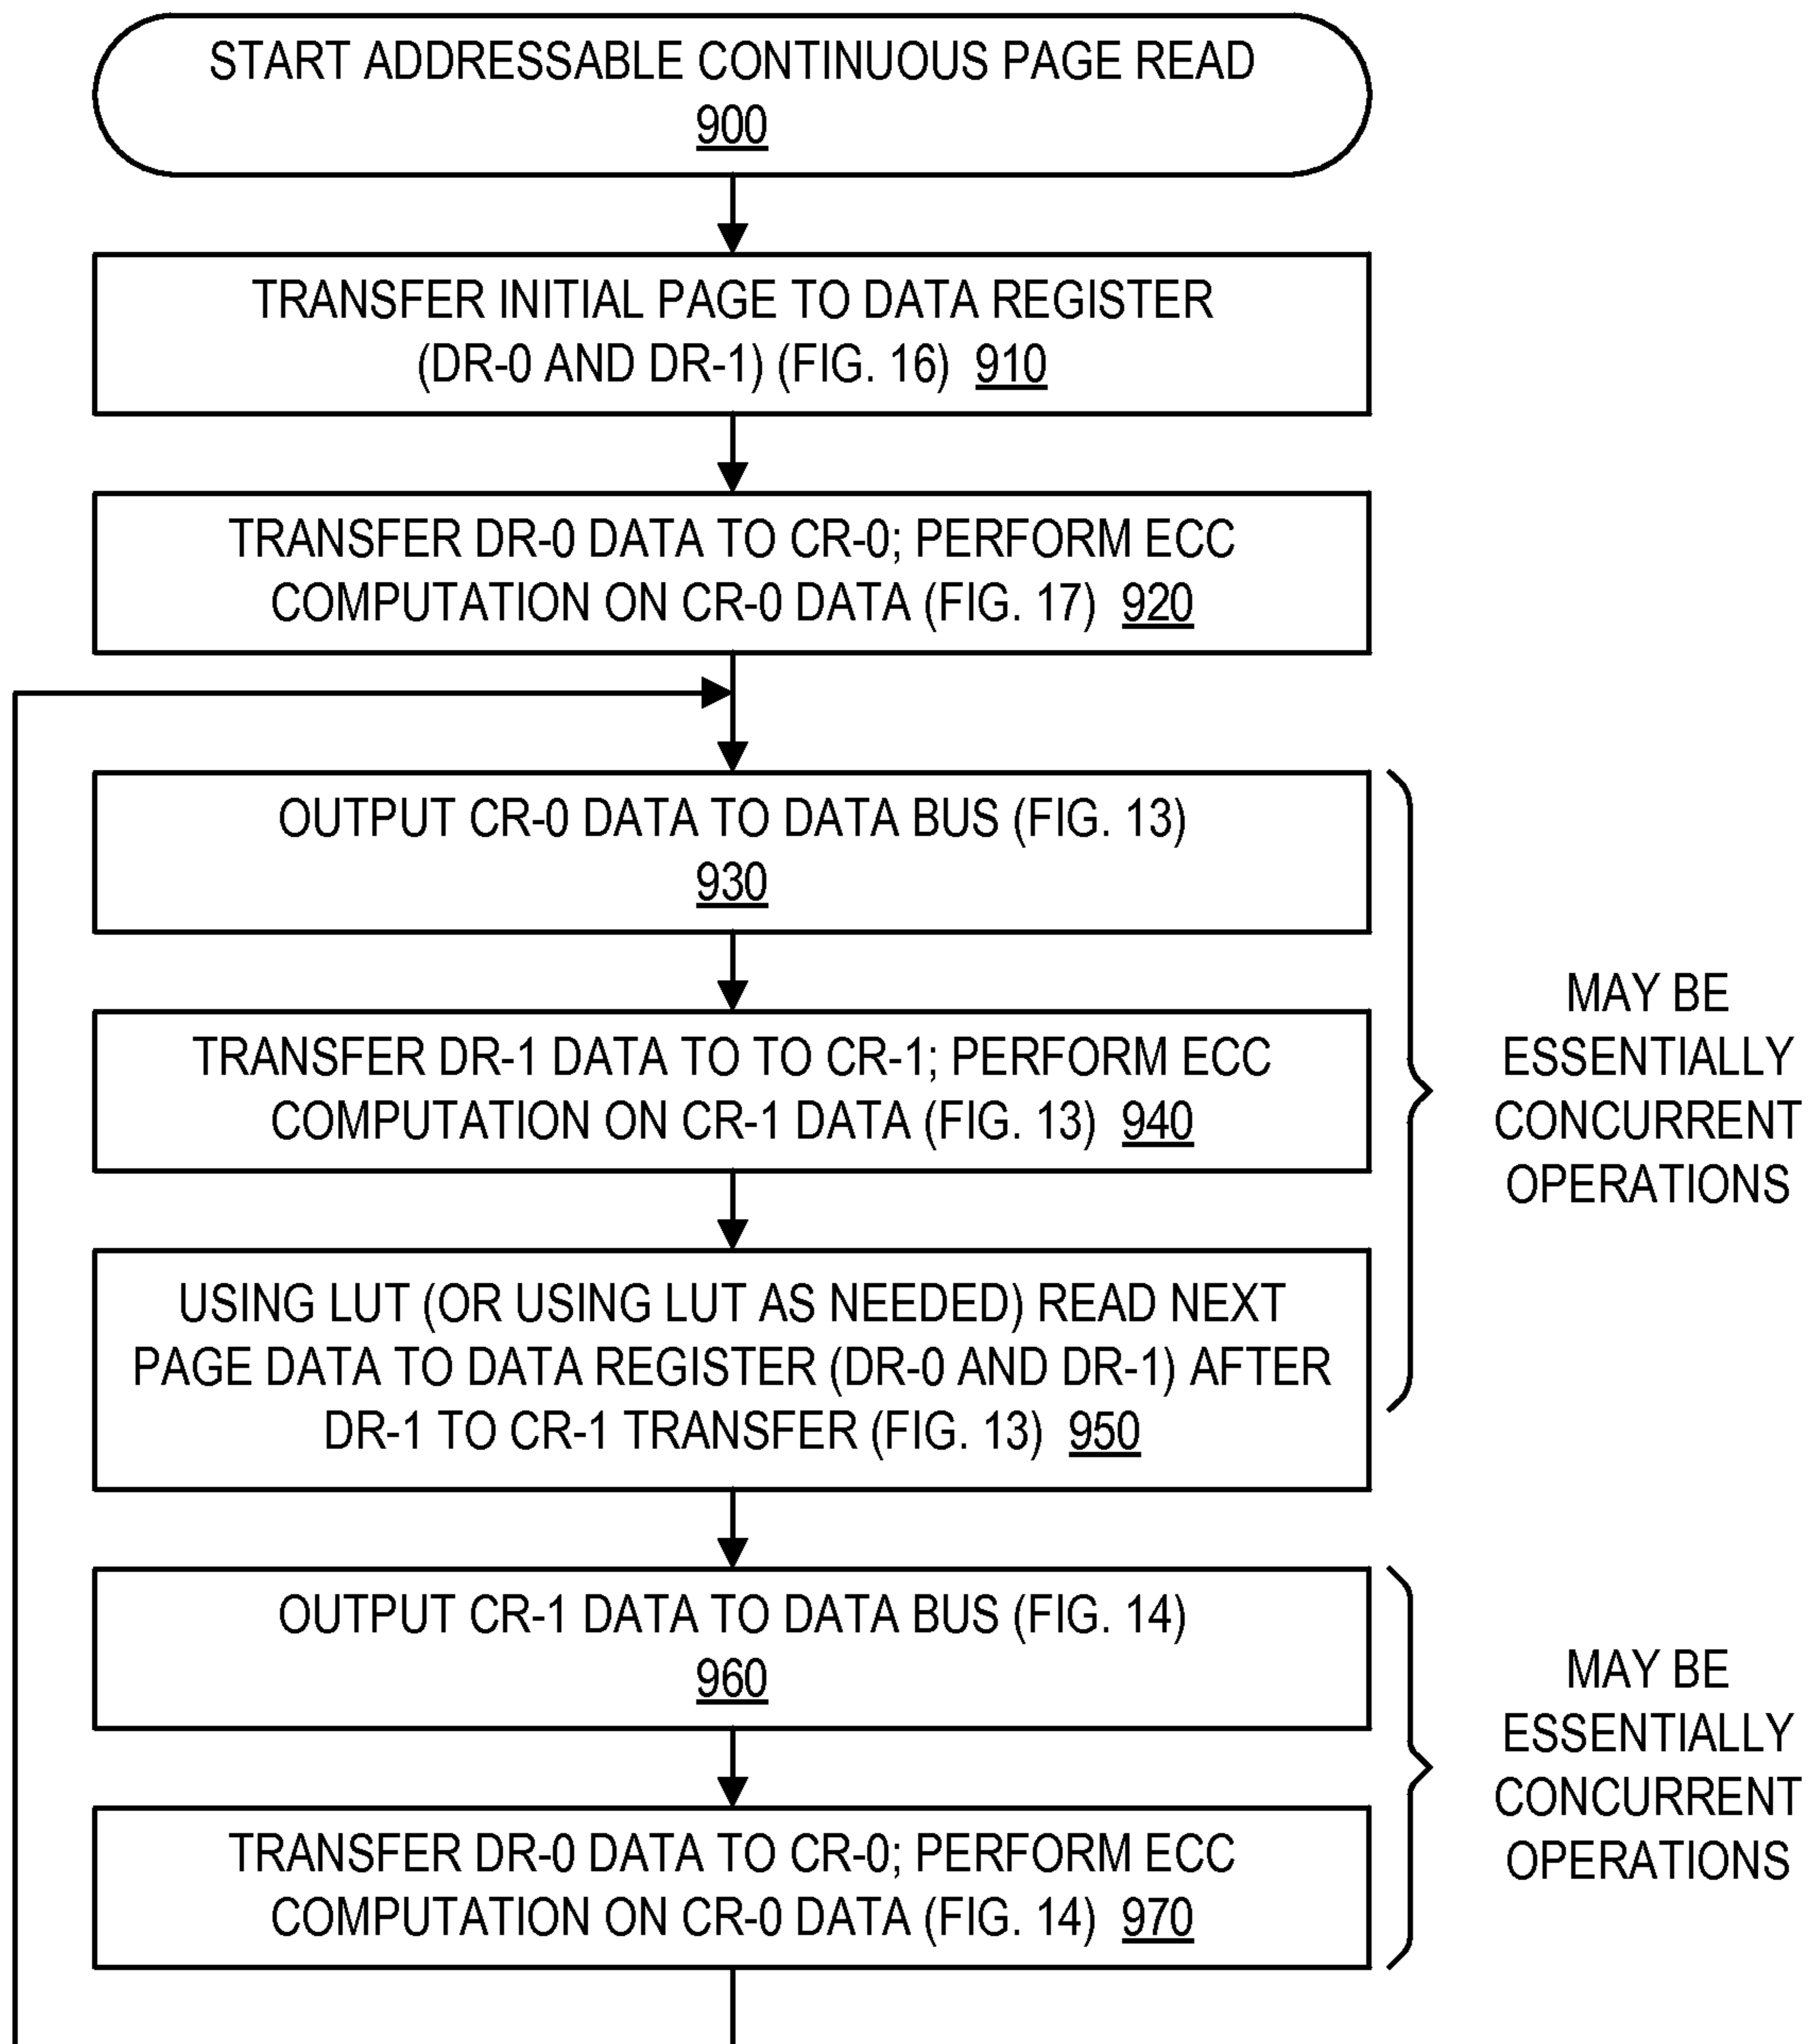 START ADDRESSABLE CONTINUOUS PAGE READ
900
TRANSFER INITIAL PAGE TO DATA REGISTER
(DR-0 AND DR-1) (FIG. 16) 910
TRANSFER DR-0 DATA TO CR-0; PERFORM ECC
COMPUTATION ON CR-0 DATA (FIG. 17) 920
OUTPUT CR-0 DATA TO DATA BUS (FIG. 13)
930
TRANSFER DR-1 DATA TO TO CR-1; PERFORM ECC
COMPUTATION ON CR-1 DATA (FIG. 13) 940
USING LUT (OR USING LUT AS NEEDED) READ NEXT
PAGE DATA TO DATA REGISTER (DR-0 AND DR-1) AFTER
DR-1 TO CR-1 TRANSFER (FIG. 13) 950
MAY BE
ESSENTIALLY
CONCURRENT
OPERATIONS
OUTPUT CR-1 DATA TO DATA BUS (FIG. 14)
960
TRANSFER DR-0 DATA TO CR-0; PERFORM ECC
COMPUTATION ON CR-0 DATA (FIG. 14) 970
MAY BE
ESSENTIALLY
CONCURRENT
OPERATIONS